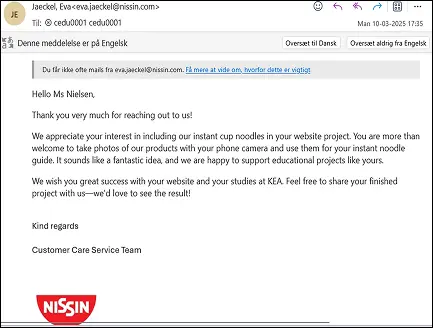 Jaeckel, Eva<eva.jaeckel@nissin.com>
JE
To: cedu0001 cedu0001
Man 10-03-2025 17:35
Denne meddelelse er på Engelsk
Oversæt til Dansk
Oversæt aldrig fra Engelsk
Du får ikke ofte mails fra eva.jaeckel@nissin.com. Få mere at vide om, hvorfor dette er vigtigt
Hello Ms Nielsen,
Thank you very much for reaching out to us!
We appreciate your interest in including our instant cup noodles in your website project. You are more than
welcome to take photos of our products with your phone camera and use them for your instant noodle
guide. It sounds like a fantastic idea, and we are happy to support educational projects like yours.
We wish you great success with your website and your studies at KEA. Feel free to share your finished
project with us—we'd love to see the result!
Kind regards
Customer Care Service Team
NISSIN